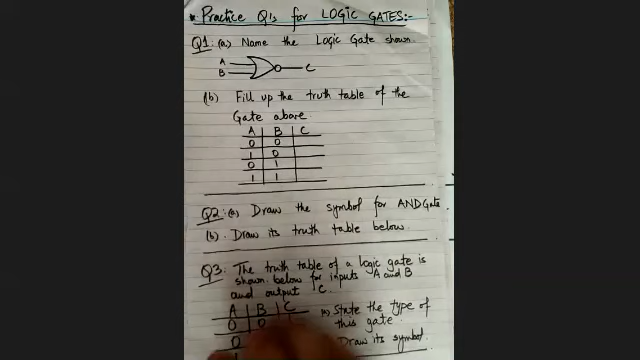 * Practice Q's for LOGIC GATES:-
Q1: (a) Name the Logic Gate shown
A
B
C
(b) Fill up the truth table of the
Gate above
A B C
0 0
1 0
0 1
1 1
Q2: (a) Draw the symbol for AND Gate.
(b). Draw its truth table below.
Q3: The truth table of a logic gate is
shown below for inputs A and B
and output C.
A B C
0 0
0
(a) State the type of
this gate.
Draw its symbol